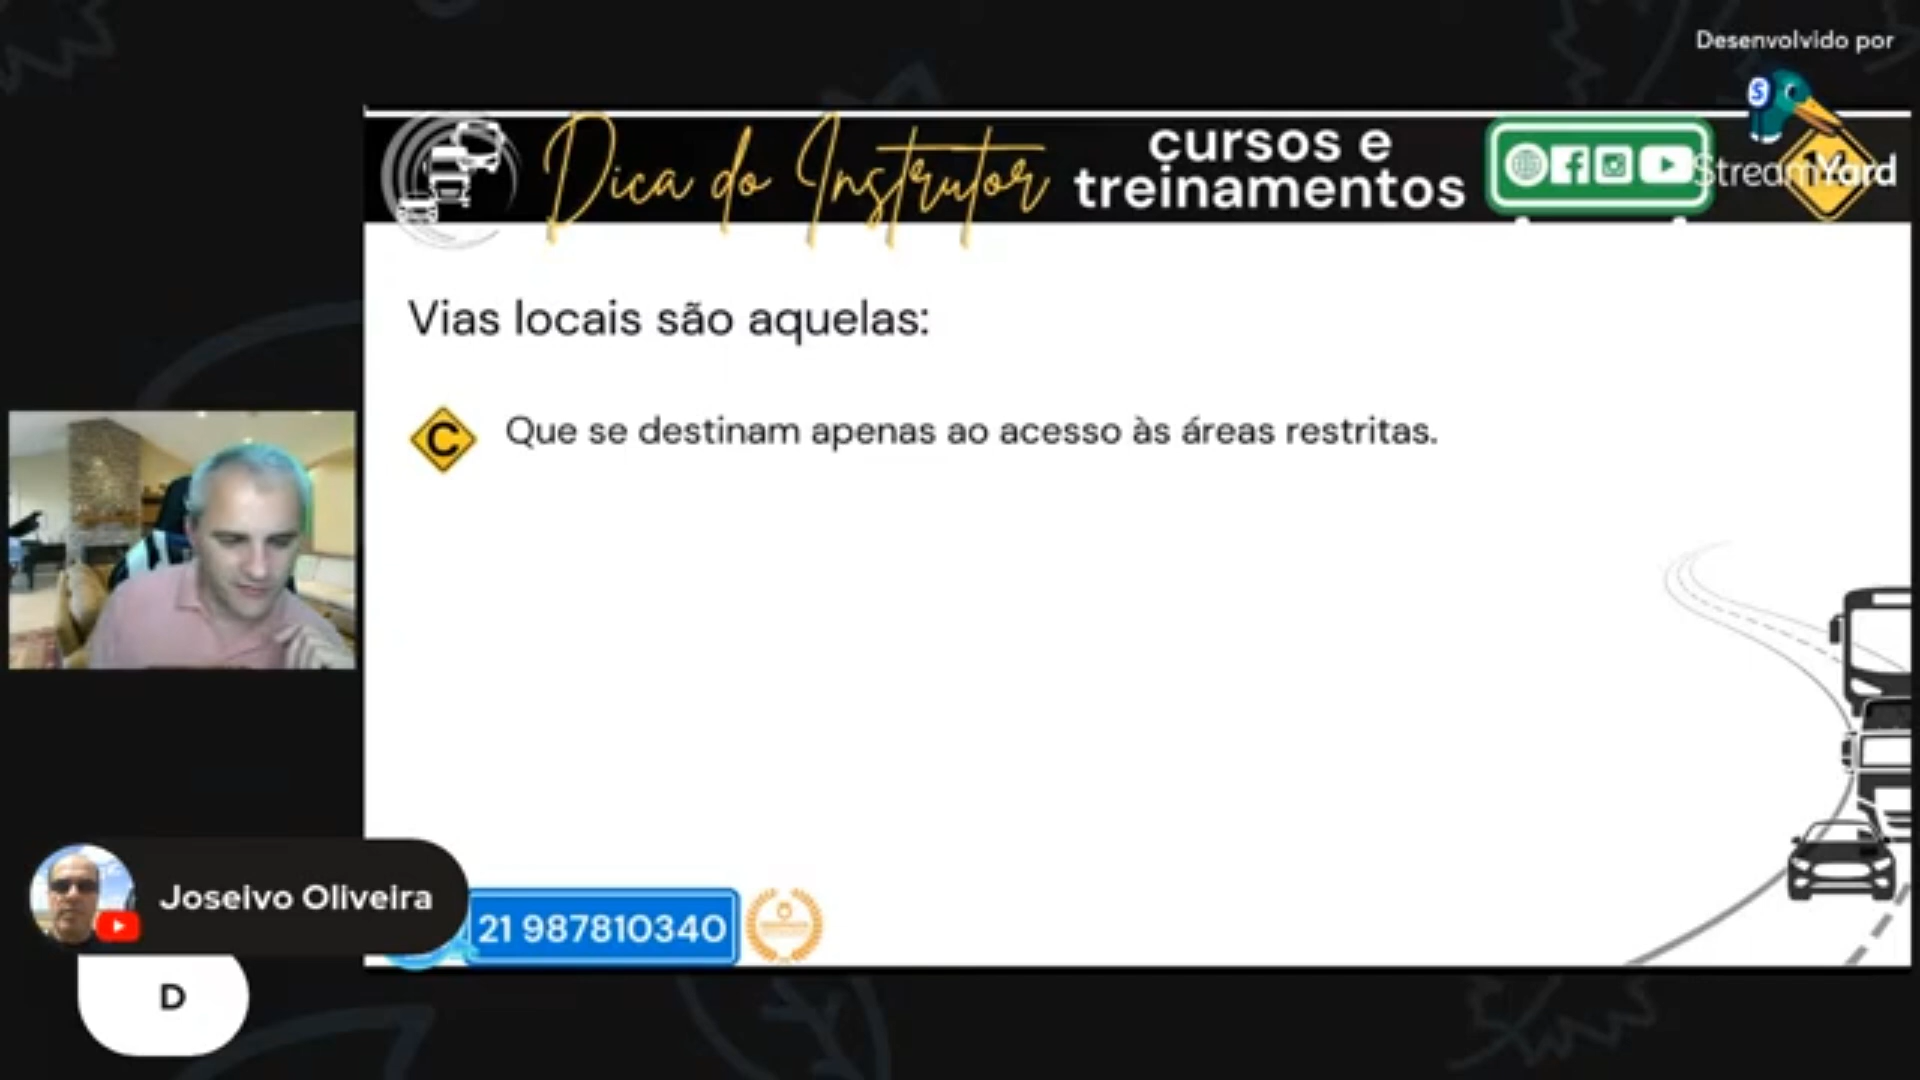 Desenvolvido por
StreamYard
Dica do Instrutor
cursos e
treinamentos
Vias locais são aquelas:
C
Que se destinam apenas ao acesso às áreas restritas.
Joseivo Oliveira
21 987810340
D